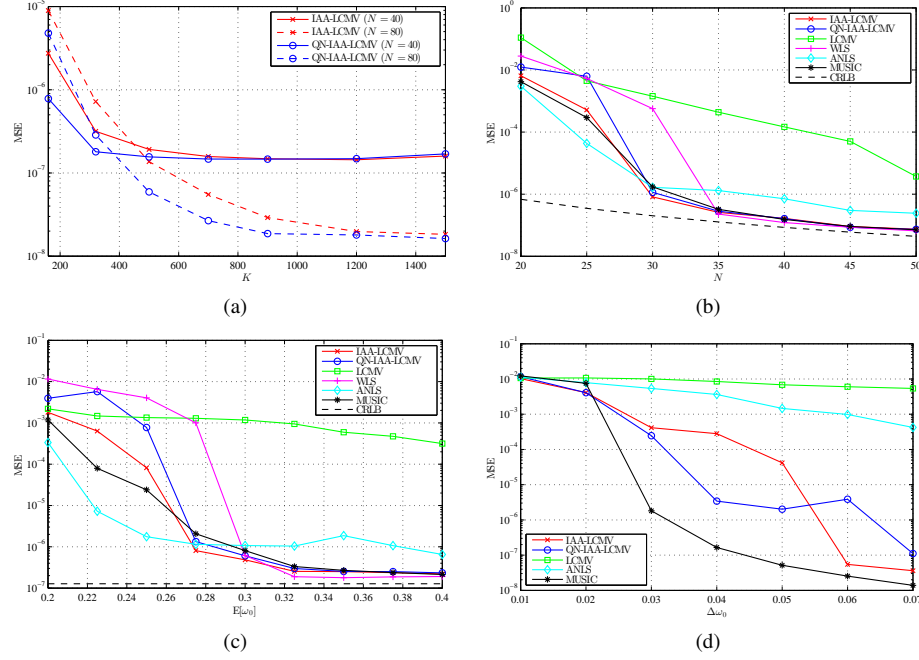 10^-5
10^-6
10^-7
10^-8
MSE
200 400 600 800 1000 1200 1400
K
IAA-LCMV (N = 40)
IAA-LCMV (N = 80)
QN-IAA-LCMV (N = 40)
QN-IAA-LCMV (N = 80)
(a)
10^0
10^-2
10^-4
10^-6
10^-8
MSE
20 25 30 35 40 45 50
N
IAA-LCMV
QN-IAA-LCMV
LCMV
WLS
ANLS
MUSIC
CRLB
(b)
10^-1
10^-2
10^-3
10^-4
10^-5
10^-6
10^-7
MSE
0.2 0.22 0.24 0.26 0.28 0.3 0.32 0.34 0.36 0.38 0.4
E[ω0]
IAA-LCMV
QN-IAA-LCMV
LCMV
WLS
ANLS
MUSIC
CRLB
(c)
10^-1
10^-2
10^-3
10^-4
10^-5
10^-6
10^-7
10^-8
MSE
0.01 0.02 0.03 0.04 0.05 0.06 0.07
Δω0
IAA-LCMV
QN-IAA-LCMV
LCMV
ANLS
MUSIC
(d)